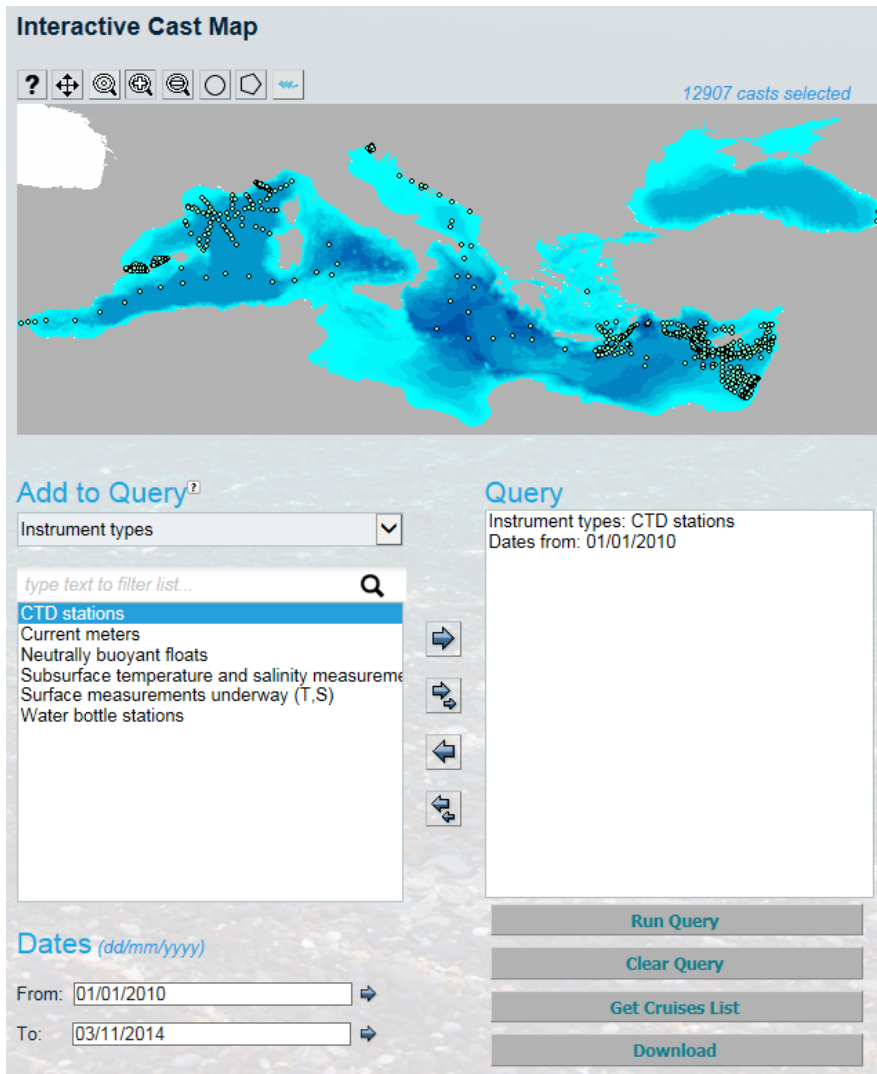 Interactive Cast Map
?
12907 casts selected
Add to Query ?
Instrument types
type text to filter list...
CTD stations
Current meters
Neutrally buoyant floats
Subsurface temperature and salinity measureme
Surface measurements underway (T,S)
Water bottle stations
Dates (dd/mm/yyyy)
From: 01/01/2010
To: 03/11/2014
Query
Instrument types: CTD stations
Dates from: 01/01/2010
Run Query
Clear Query
Get Cruises List
Download